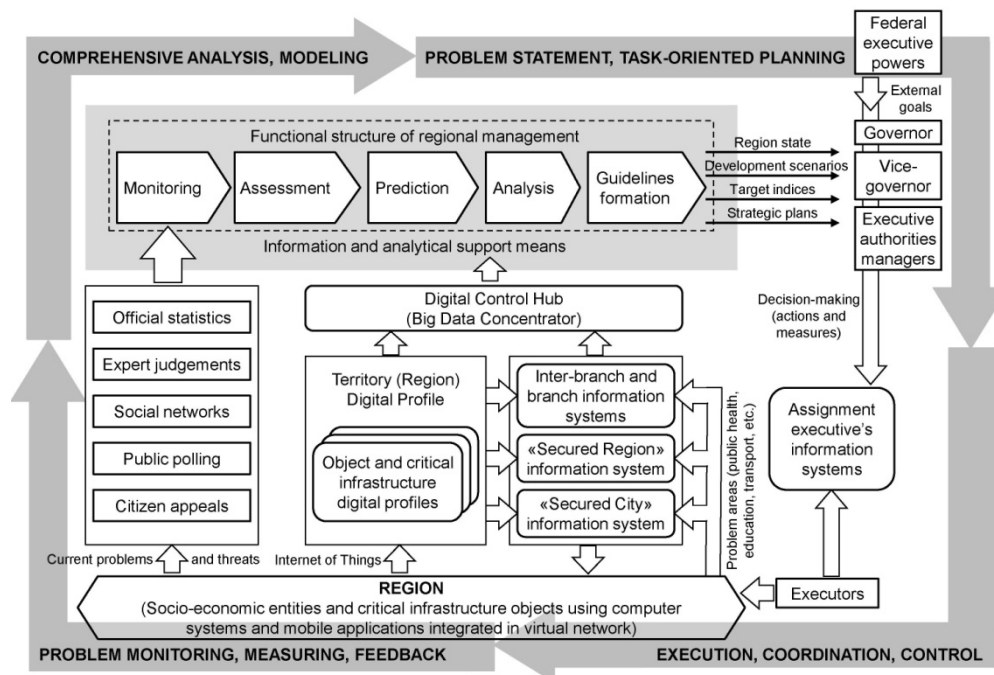 COMPREHENSIVE ANALYSIS, MODELING
PROBLEM STATEMENT, TASK-ORIENTED PLANNING
Federal
executive
powers
External
goals
Functional structure of regional management
Monitoring
Assessment
Prediction
Analysis
Guidelines
formation
Region state
Development scenarios
Target indices
Strategic plans
Governor
Vice-
governor
Executive
authorities
managers
Information and analytical support means
Official statistics
Expert judgements
Social networks
Public polling
Citizen appeals
Digital Control Hub
(Big Data Concentrator)
Territory (Region)
Digital Profile
Object and critical
infrastructure
digital profiles
Inter-branch and
branch information
systems
«Secured Region»
information system
«Secured City»
information system
Problem areas (public health,
education, transport, etc.)
Decision-making
(actions and
measures)
Assignment
executive's
information
systems
Current problems
and threats
Internet of Things
REGION
(Socio-economic entities and critical infrastructure objects using computer
systems and mobile applications integrated in virtual network)
Executors
PROBLEM MONITORING, MEASURING, FEEDBACK
EXECUTION, COORDINATION, CONTROL